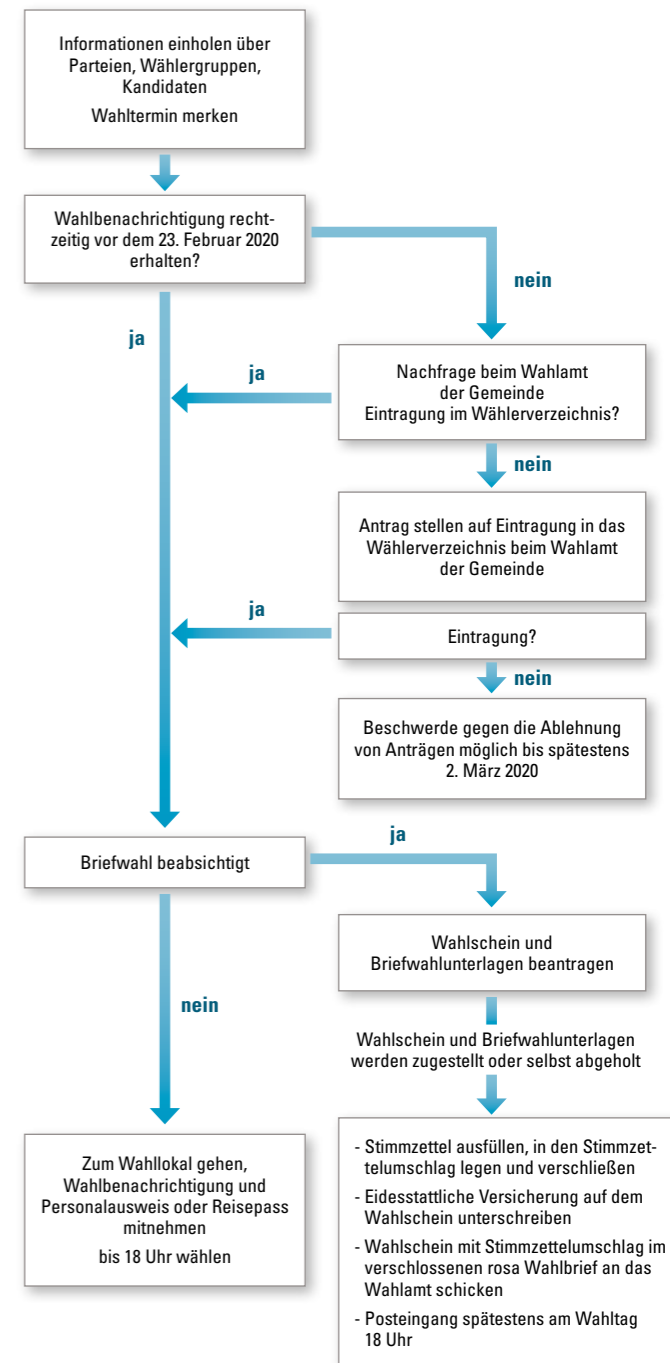 Informationen einholen über
Parteien, Wählergruppen,
Kandidaten
Wahltermin merken
Wahlbenachrichtigung recht-
zeitig vor dem 23. Februar 2020
erhalten?
nein
ja
ja
Nachfrage beim Wahlamt
der Gemeinde
Eintragung im Wählerverzeichnis?
nein
Antrag stellen auf Eintragung in das
Wählerverzeichnis beim Wahlamt
der Gemeinde
ja
Eintragung?
nein
Beschwerde gegen die Ablehnung
von Anträgen möglich bis spätestens
2. März 2020
Briefwahl beabsichtigt
ja
Wahlschein und
Briefwahlunterlagen beantragen
nein
Wahlschein und Briefwahlunterlagen
werden zugestellt oder selbst abgeholt
Zum Wahllokal gehen,
Wahlbenachrichtigung und
Personalausweis oder Reisepass
mitnehmen
bis 18 Uhr wählen
- Stimmzettel ausfüllen, in den Stimmzet-
telumschlag legen und verschließen
- Eidesstattliche Versicherung auf dem
Wahlschein unterschreiben
- Wahlschein mit Stimmzettelumschlag im
verschlossenen rosa Wahlbrief an das
Wahlamt schicken
- Posteingang spätestens am Wahltag
18 Uhr